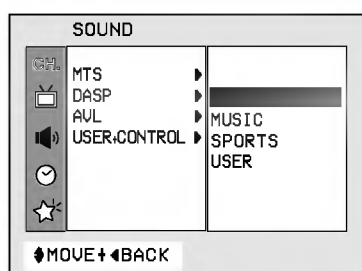 SOUND
CH.
MTS
DASP
AVL
USER+CONTROL
MUSIC
SPORTS
USER
MOVE+ BACK